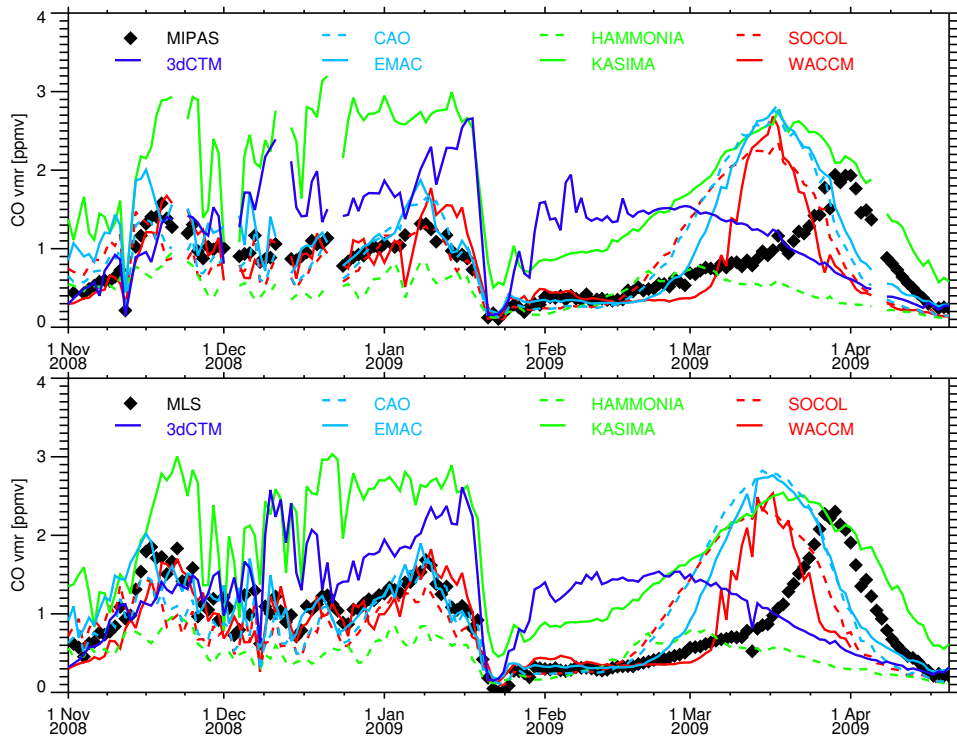 4
MIPAS CAO HAMMONIA SOCOL
3dCTM EMAC KASIMA WACCM
3
2
1
0
CO vmr [ppmv]
1 Nov 1 Dec 1 Jan 1 Feb 1 Mar 1 Apr
2008 2008 2009 2009 2009 2009
4
MLS CAO HAMMONIA SOCOL
3dCTM EMAC KASIMA WACCM
3
2
1
0
CO vmr [ppmv]
1 Nov 1 Dec 1 Jan 1 Feb 1 Mar 1 Apr
2008 2008 2009 2009 2009 2009